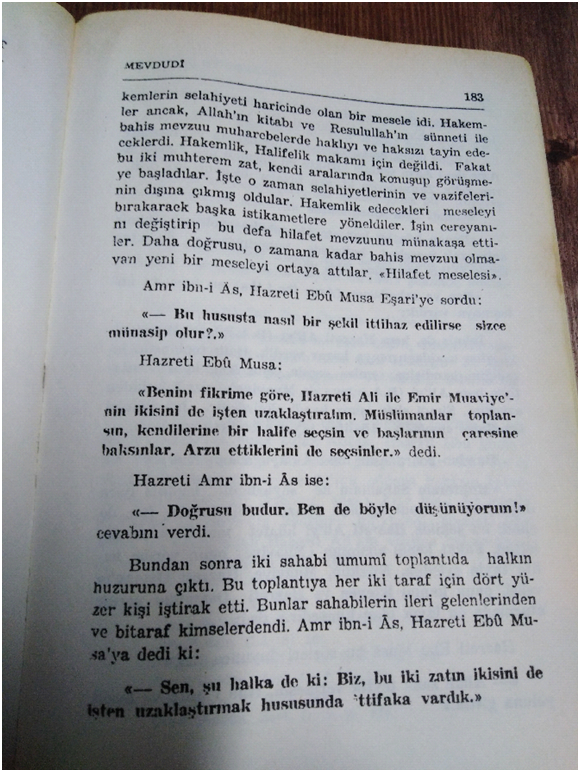 MEVDUDİ
183
kemlerin selahiyeti haricinde olan bir mesele idi. Hakem-
ler ancak, Allah'ın kitabı ve Resulullah'ın sünneti ile
bahis mevzuu muharebelerde haklıyı ve haksızı tayin ede-
ceklerdi. Hakemlik, Halifelik makamı için değildi. Fakat
bu iki muhterem zat, kendi aralarında konuşup görüşme-
ye başladılar. İşte o zaman selahiyetlerinin ve vazifeleri-
nin dışına çıkmış oldular. Hakemlik edecekleri meseleyi
bırakarak başka istikametlere yöneldiler. İşin cereyanı-
nı değiştirip bu defa hilafet mevzuunu münakaşa etti-
ler. Daha doğrusu, o zamana kadar bahis mevzuu olma-
yan yeni bir meseleyi ortaya attılar. «Hilafet meselesi».
Amr ibn-i Âs, Hazreti Ebû Musa Eşari'ye sordu:
«— Bu hususta nasıl bir şekil ittihaz edilirse sizce
münasip olur?.»
Hazreti Ebû Musa:
«Benim fikrime göre, Hazreti Ali ile Emir Muaviye'-
nin ikisini de işten uzaklaştıralım. Müslümanlar toplan-
sın, kendilerine bir halife seçsin ve başlarının çaresine
baksınlar. Arzu ettiklerini de seçsinler.» dedi.
Hazreti Amr ibn-i Âs ise:
«— Doğrusu budur. Ben de böyle düşünüyorum!»
cevabını verdi.
Bundan sonra iki sahabi umumî toplantıda halkın
huzuruna çıktı. Bu toplantıya her iki taraf için dört yü-
zer kişi iştirak etti. Bunlar sahabilerin ileri gelenlerinden
ve bitaraf kimselerdendi. Amr ibn-i Âs, Hazreti Ebû Mu-
sa'ya dedi ki:
«— Sen, şu halka de ki: Biz, bu iki zatın ikisini de
işten uzaklaştırmak hususunda ittifaka vardık.»